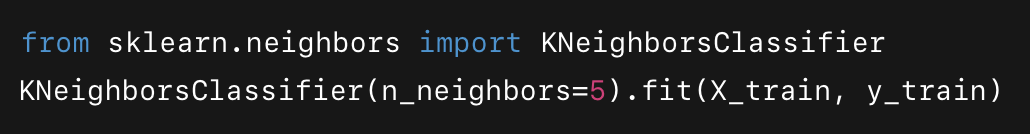 from sklearn.neighbors import KNeighborsClassifier
KNeighborsClassifier(n_neighbors=5).fit(X_train, y_train)